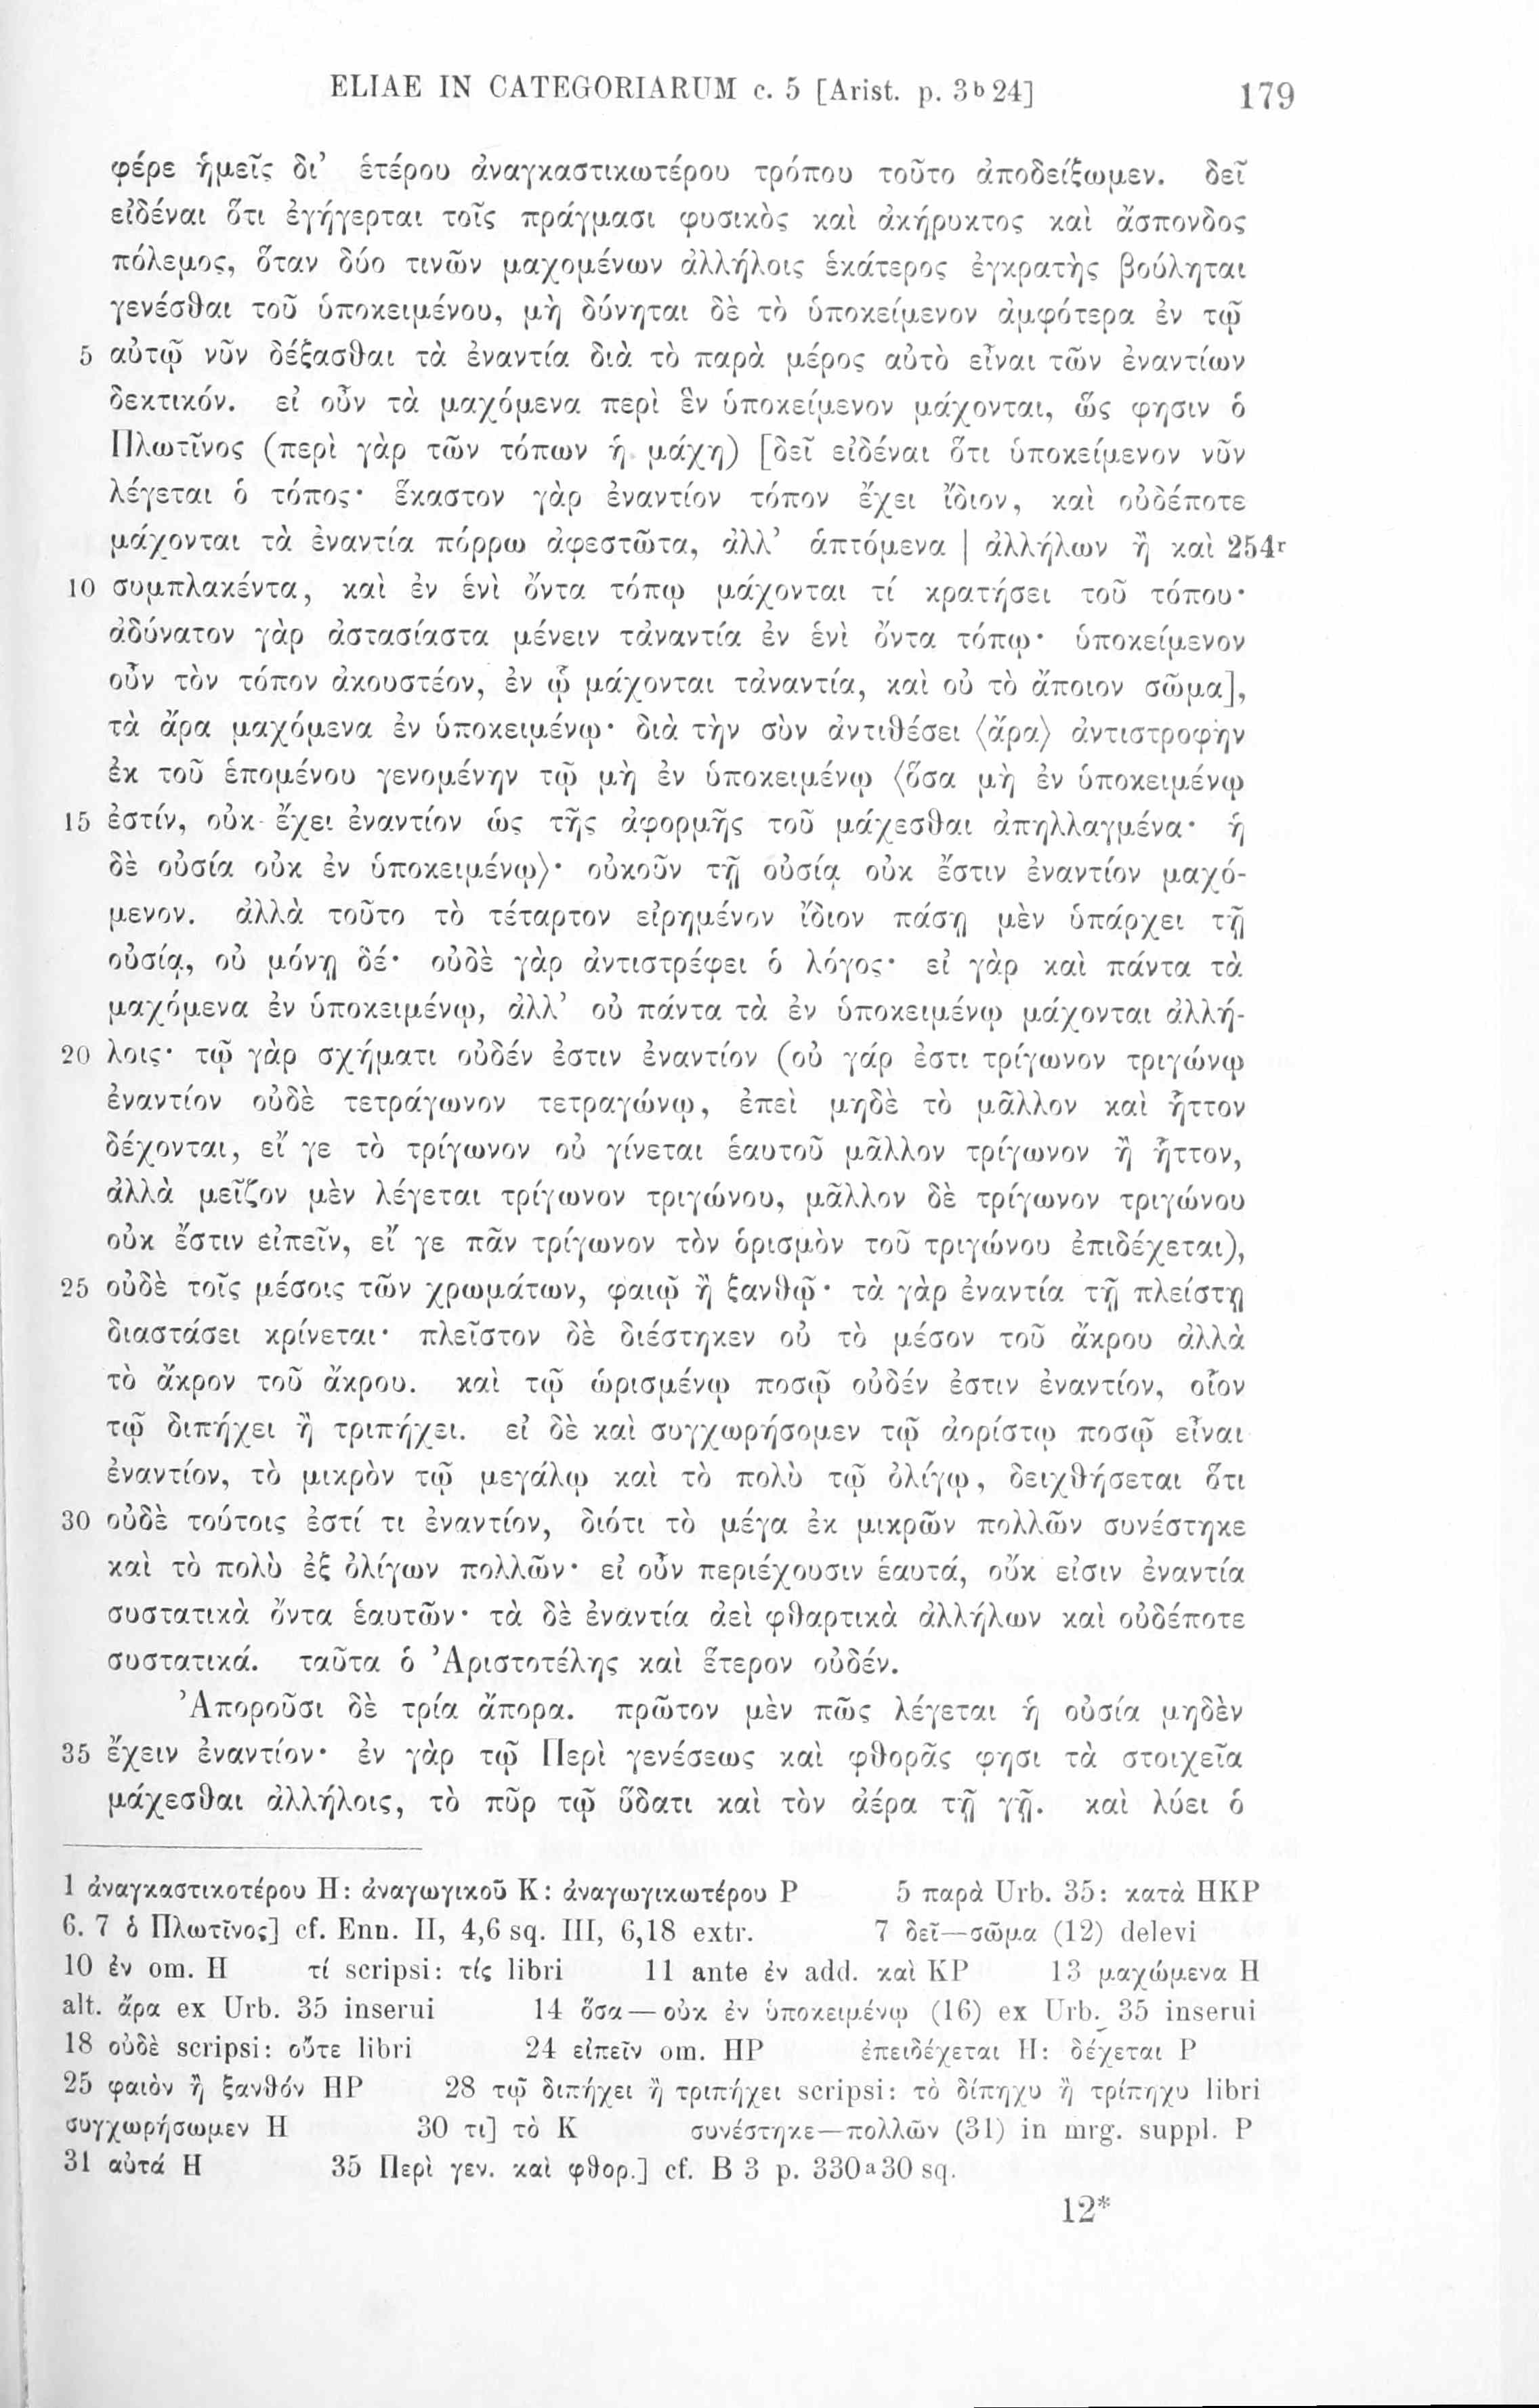 ELIAE IN CATEGORIARUM c. 5 [Arist. p. 3b24] 179
φέρε ἡμεῖς δι’ ἑτέρου ἀναγκαστικωτέρου τρόπου τοῦτο ἀποδείξωμεν. δεῖ
εἰδέναι ὅτι ἐγήγερται τοῖς πράγμασι φυσικὸς καὶ ἀκήρυκτος καὶ ἄσπονδος
πόλεμος, ὅταν δύο τινῶν μαχομένων ἀλλήλοις ἑκάτερος ἐγκρατὴς βούληται
γενέσθαι τοῦ ὑποκειμένου, μὴ δύνηται δὲ τὸ ὑποκείμενον ἀμφότερα ἐν τῷ
5 αὐτῷ νῦν δέξασθαι τὰ ἐναντία διὰ τὸ παρὰ μέρος αὐτὸ εἶναι τῶν ἐναντίων
δεκτικόν. εἰ οὖν τὰ μαχόμενα περὶ ἓν ὑποκείμενον μάχονται, ὥς φησιν ὁ
Πλωτῖνος (περὶ γὰρ τῶν τόπων ἡ μάχη) [δεῖ εἰδέναι ὅτι ὑποκείμενον νῦν
λέγεται ὁ τόπος· ἕκαστον γὰρ ἐναντίον τόπον ἔχει ἴδιον, καὶ οὐδέποτε
μάχονται τὰ ἐναντία πόρρω ἀφεστῶτα, ἀλλ’ ἁπτόμενα | ἀλλήλων ἢ καὶ 254r
10 συμπλακέντα, καὶ ἐν ἑνὶ ὄντα τόπῳ μάχονται τί κρατήσει τοῦ τόπου·
ἀδύνατον γὰρ ἀστασίαστα μένειν τἀναντία ἐν ἑνὶ ὄντα τόπῳ· ὑποκείμενον
οὖν τὸν τόπον ἀκουστέον, ἐν ᾧ μάχονται τἀναντία, καὶ οὐ τὸ ἄποιον σῶμα],
τὰ ἄρα μαχόμενα ἐν ὑποκειμένῳ· διὰ τὴν σὺν ἀντιθέσει ⟨ἄρα⟩ ἀντιστροφὴν
ἐκ τοῦ ἑπομένου γενομένην τῷ μὴ ἐν ὑποκειμένῳ ⟨ὅσα μὴ ἐν ὑποκειμένῳ
15 ἐστίν, οὐκ ἔχει ἐναντίον ὡς τῆς ἀφορμῆς τοῦ μάχεσθαι ἀπηλλαγμένα· ἡ
δὲ οὐσία οὐκ ἐν ὑποκειμένῳ⟩· οὐκοῦν τῇ οὐσίᾳ οὐκ ἔστιν ἐναντίον μαχό-
μενον. ἀλλὰ τοῦτο τὸ τέταρτον εἰρημένον ἴδιον πάσῃ μὲν ὑπάρχει τῇ
οὐσίᾳ, οὐ μόνῃ δέ· οὐδὲ γὰρ ἀντιστρέφει ὁ λόγος· εἰ γὰρ καὶ πάντα τὰ
μαχόμενα ἐν ὑποκειμένῳ, ἀλλ’ οὐ πάντα τὰ ἐν ὑποκειμένῳ μάχονται ἀλλή-
20 λοις· τῷ γὰρ σχήματι οὐδέν ἐστιν ἐναντίον (οὐ γάρ ἐστι τρίγωνον τριγώνῳ
ἐναντίον οὐδὲ τετράγωνον τετραγώνῳ, ἐπεὶ μηδὲ τὸ μᾶλλον καὶ ἧττον
δέχονται, εἴ γε τὸ τρίγωνον οὐ γίνεται ἑαυτοῦ μᾶλλον τρίγωνον ἢ ἧττον,
ἀλλὰ μεῖζον μὲν λέγεται τρίγωνον τριγώνου, μᾶλλον δὲ τρίγωνον τριγώνου
οὐκ ἔστιν εἰπεῖν, εἴ γε πᾶν τρίγωνον τὸν ὁρισμὸν τοῦ τριγώνου ἐπιδέχεται),
25 οὐδὲ τοῖς μέσοις τῶν χρωμάτων, φαιῷ ἢ ξανθῷ· τὰ γὰρ ἐναντία τῇ πλείστῃ
διαστάσει κρίνεται· πλεῖστον δὲ διέστηκεν οὐ τὸ μέσον τοῦ ἄκρου ἀλλὰ
τὸ ἄκρον τοῦ ἄκρου. καὶ τῷ ὡρισμένῳ ποσῷ οὐδέν ἐστιν ἐναντίον, οἷον
τῷ διπήχει ἢ τριπήχει. εἰ δὲ καὶ συγχωρήσομεν τῷ ἀορίστῳ ποσῷ εἶναι
ἐναντίον, τὸ μικρὸν τῷ μεγάλῳ καὶ τὸ πολὺ τῷ ὀλίγῳ, δειχθήσεται ὅτι
30 οὐδὲ τούτοις ἐστί τι ἐναντίον, διότι τὸ μέγα ἐκ μικρῶν πολλῶν συνέστηκε
καὶ τὸ πολὺ ἐξ ὀλίγων πολλῶν· εἰ οὖν περιέχουσιν ἑαυτά, οὔκ εἰσιν ἐναντία
συστατικὰ ὄντα ἑαυτῶν· τὰ δὲ ἐναντία ἀεὶ φθαρτικὰ ἀλλήλων καὶ οὐδέποτε
συστατικά. ταῦτα ὁ Ἀριστοτέλης καὶ ἕτερον οὐδέν.
Ἀποροῦσι δὲ τρία ἄπορα. πρῶτον μὲν πῶς λέγεται ἡ οὐσία μηδὲν
35 ἔχειν ἐναντίον· ἐν γὰρ τῷ Περὶ γενέσεως καὶ φθορᾶς φησι τὰ στοιχεῖα
μάχεσθαι ἀλλήλοις, τὸ πῦρ τῷ ὕδατι καὶ τὸν ἀέρα τῇ γῇ. καὶ λύει ὁ
1 ἀναγκαστικοτέρου H: ἀναγωγικοῦ K: ἀναγωγικωτέρου P 5 παρὰ Urb. 35: κατὰ HKP
6. 7 ὁ Πλωτῖνος] cf. Enn. II, 4,6 sq. III, 6,18 extr. 7 δεῖ—σῶμα (12) delevi
10 ἐν om. H τί scripsi: τίς libri 11 ante ἐν add. καὶ KP 13 μαχώμενα H
alt. ἄρα ex Urb. 35 inserui 14 ὅσα—οὐκ ἐν ὑποκειμένῳ (16) ex Urb. 35 inserui
18 οὐδὲ scripsi: οὔτε libri 24 εἰπεῖν om. HP ἐπειδέχεται H: δέχεται P
25 φαιὸν ἢ ξανθόν HP 28 τῷ διπήχει ἢ τριπήχει scripsi: τὸ δίπηχυ ἢ τρίπηχυ libri
συγχωρήσωμεν H 30 τι] τὸ K συνέστηκε—πολλῶν (31) in mrg. suppl. P
31 αὐτά H 35 Περὶ γεν. καὶ φθορ.] cf. B 3 p. 330a30 sq.
12*